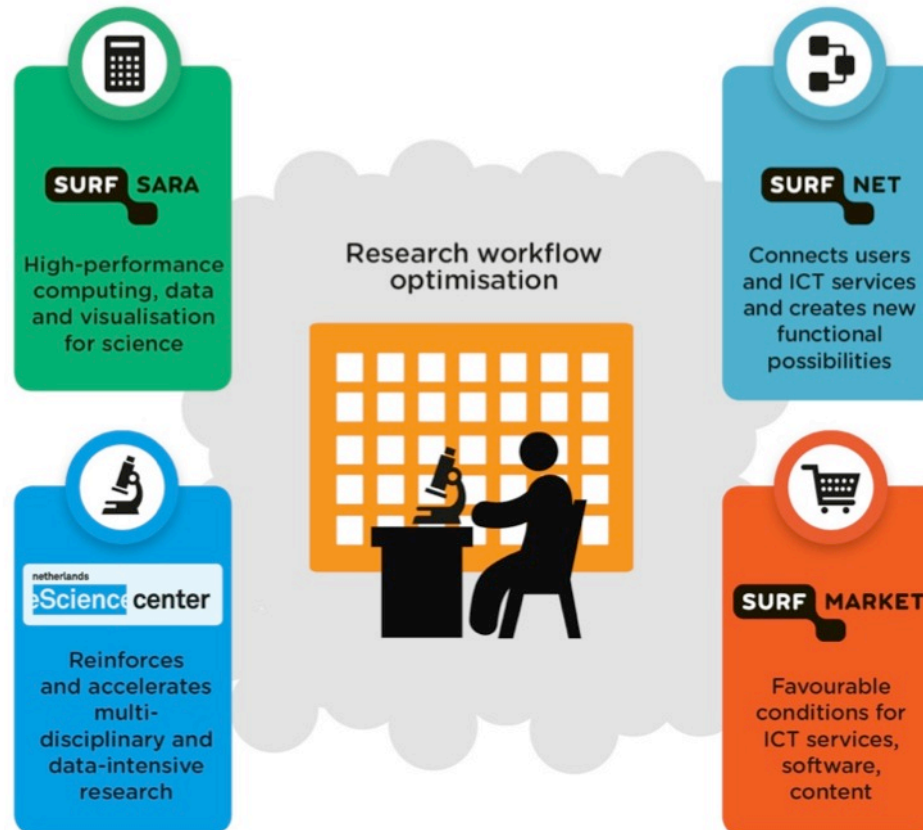 SURF SARA
High-performance
computing, data
and visualisation
for science
SURF NET
Connects users
and ICT services
and creates new
functional
possibilities
Research workflow
optimisation
netherlands
eScience center
Reinforces
and accelerates
multi-
disciplinary and
data-intensive
research
SURF MARKET
Favourable
conditions for
ICT services,
software,
content